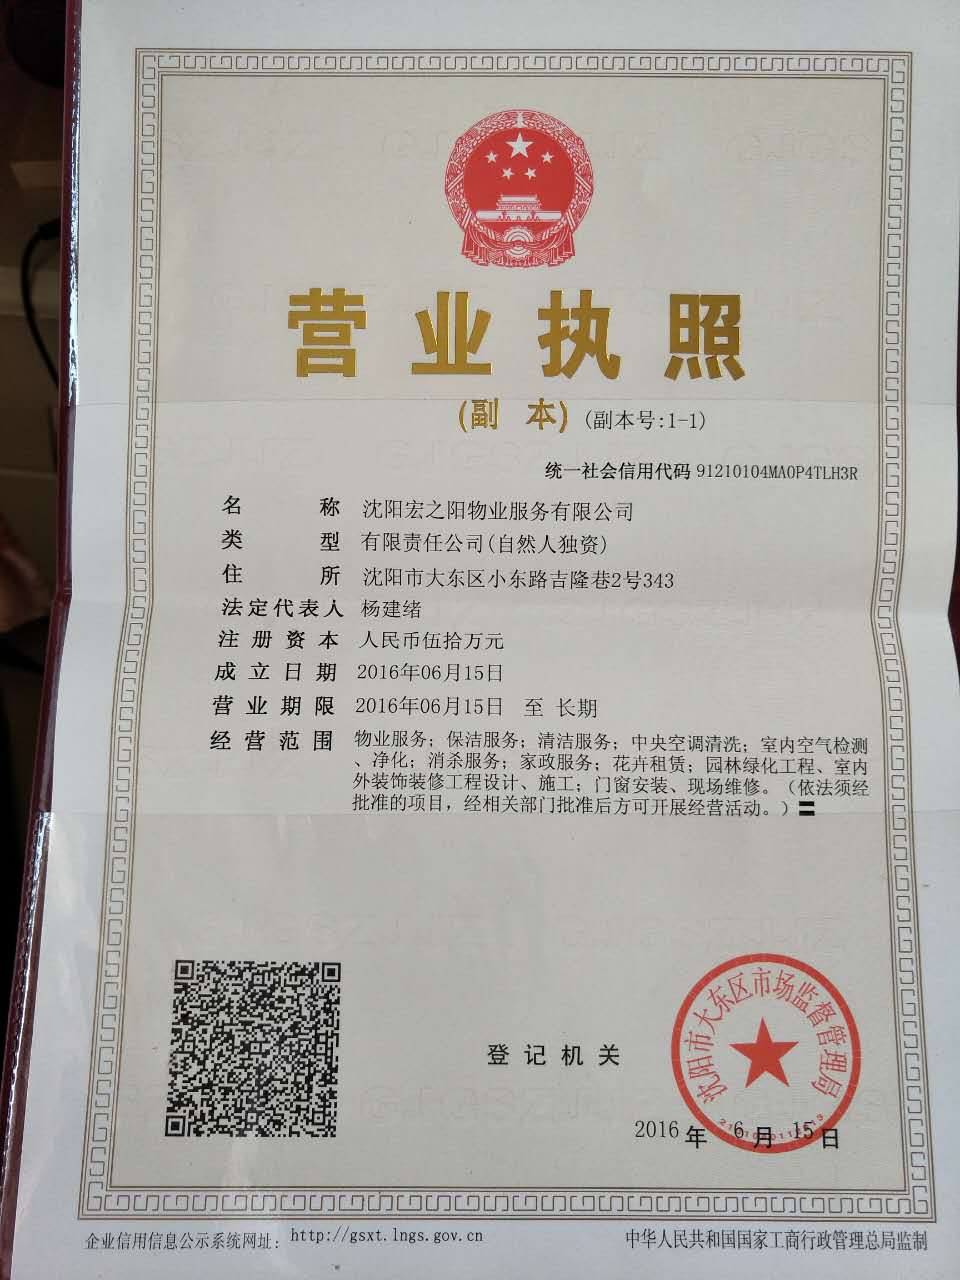 营业执照
(副 本) (副本号:1-1)
统一社会信用代码 91210104MA0P4TLH3R
名 称 沈阳宏之阳物业服务有限公司
类 型 有限责任公司(自然人独资)
住 所 沈阳市大东区小东路吉隆巷2号343
法定代表人 杨建绪
注册资本 人民币伍拾万元
成立日期 2016年06月15日
营业期限 2016年06月15日 至 长期
经营范围 物业服务；保洁服务；清洁服务；中央空调清洗；室内空气检测
、净化；消杀服务；家政服务；花卉租赁；园林绿化工程、室内
外装饰装修工程设计、施工；门窗安装、现场维修。（依法须经
批准的项目，经相关部门批准后方可开展经营活动。）
登记机关
沈阳市大东区市场监督管理局
2016年 6月 15日
企业信用信息公示系统网址: http://gsxt.lngs.gov.cn
中华人民共和国国家工商行政管理总局监制